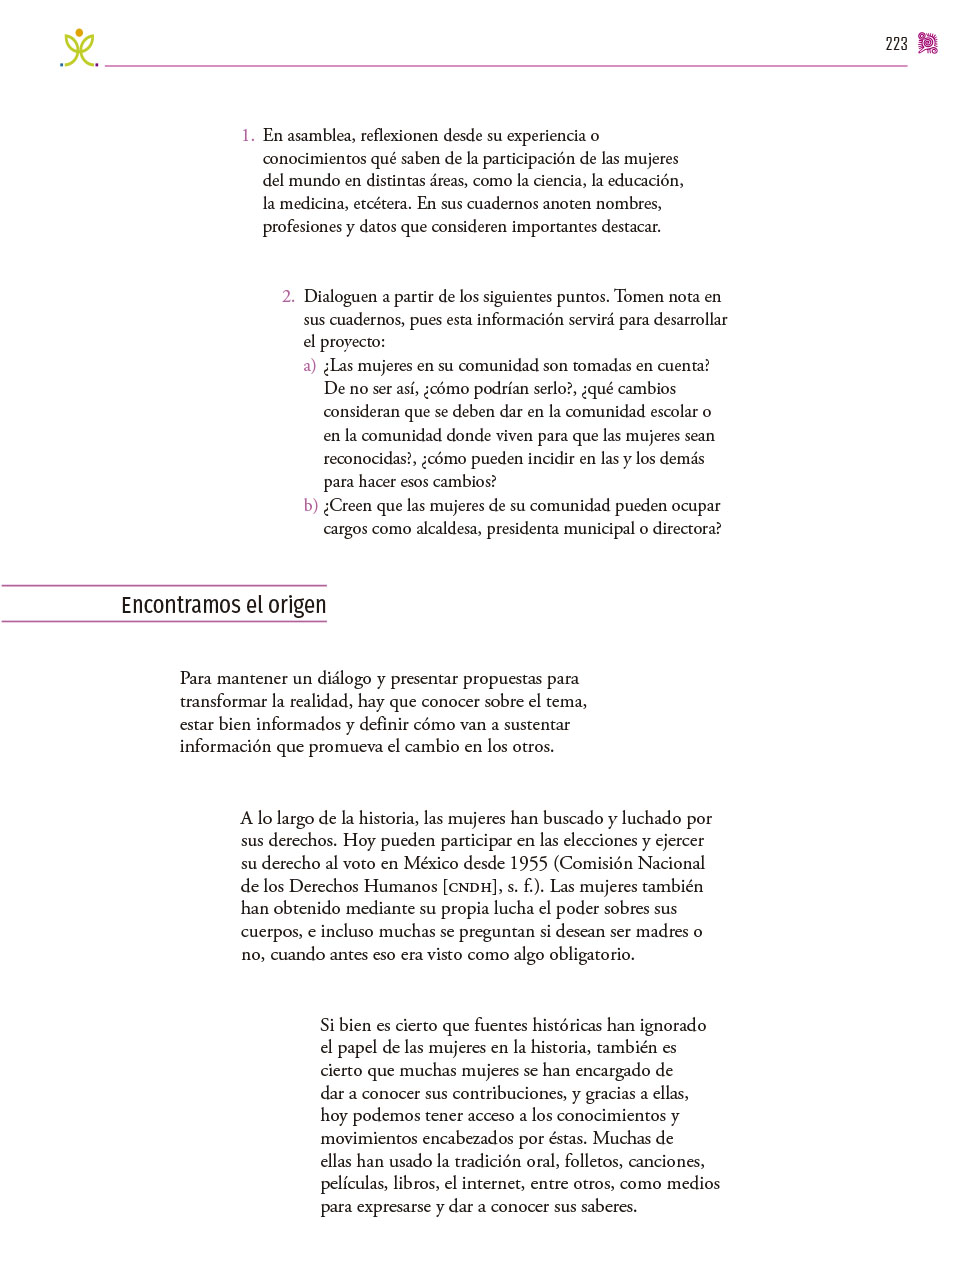 223
1. En asamblea, reflexionen desde su experiencia o
conocimientos qué saben de la participación de las mujeres
del mundo en distintas áreas, como la ciencia, la educación,
la medicina, etcétera. En sus cuadernos anoten nombres,
profesiones y datos que consideren importantes destacar.
2. Dialoguen a partir de los siguientes puntos. Tomen nota en
sus cuadernos, pues esta información servirá para desarrollar
el proyecto:
a) ¿Las mujeres en su comunidad son tomadas en cuenta?
De no ser así, ¿cómo podrían serlo?, ¿qué cambios
consideran que se deben dar en la comunidad escolar o
en la comunidad donde viven para que las mujeres sean
reconocidas?, ¿cómo pueden incidir en las y los demás
para hacer esos cambios?
b) ¿Creen que las mujeres de su comunidad pueden ocupar
cargos como alcaldesa, presidenta municipal o directora?
Encontramos el origen
Para mantener un diálogo y presentar propuestas para
transformar la realidad, hay que conocer sobre el tema,
estar bien informados y definir cómo van a sustentar
información que promueva el cambio en los otros.
A lo largo de la historia, las mujeres han buscado y luchado por
sus derechos. Hoy pueden participar en las elecciones y ejercer
su derecho al voto en México desde 1955 (Comisión Nacional
de los Derechos Humanos [CNDH], s. f.). Las mujeres también
han obtenido mediante su propia lucha el poder sobres sus
cuerpos, e incluso muchas se preguntan si desean ser madres o
no, cuando antes eso era visto como algo obligatorio.
Si bien es cierto que fuentes históricas han ignorado
el papel de las mujeres en la historia, también es
cierto que muchas mujeres se han encargado de
dar a conocer sus contribuciones, y gracias a ellas,
hoy podemos tener acceso a los conocimientos y
movimientos encabezados por éstas. Muchas de
ellas han usado la tradición oral, folletos, canciones,
películas, libros, el internet, entre otros, como medios
para expresarse y dar a conocer sus saberes.